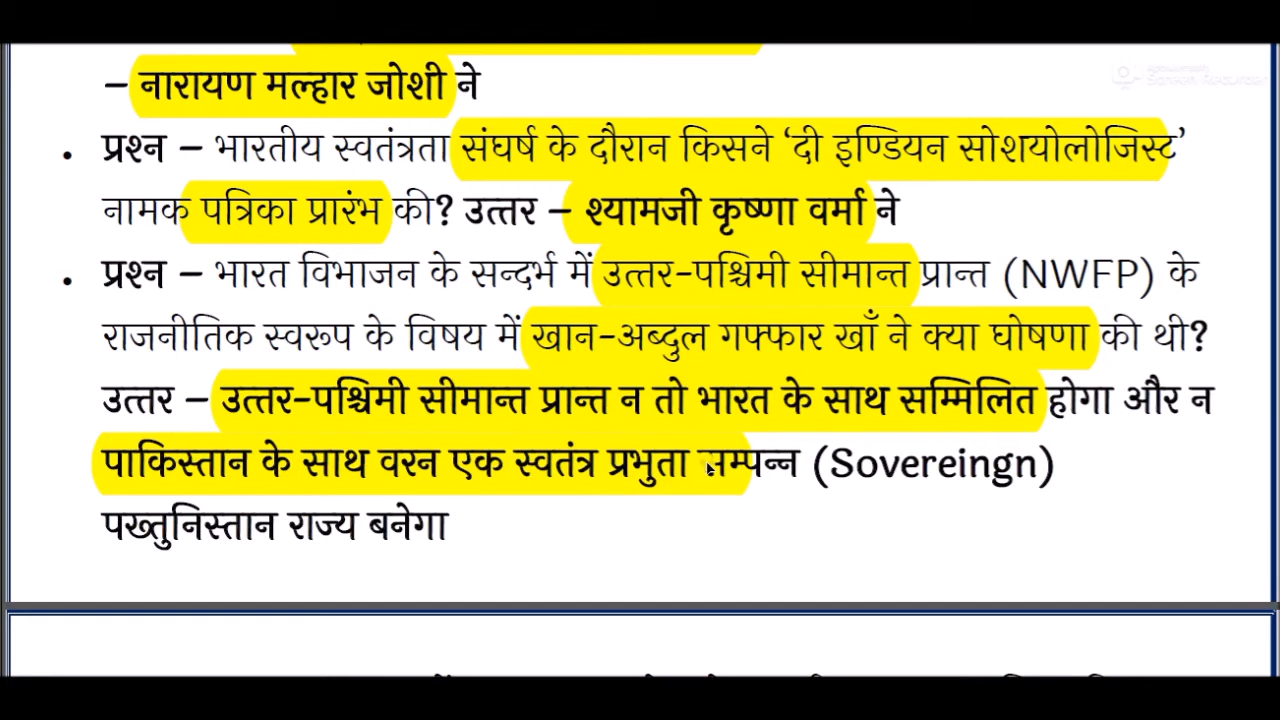 – नारायण मल्हार जोशी ने
• प्रश्न – भारतीय स्वतंत्रता संघर्ष के दौरान किसने ‘दी इण्डियन सोशयोलोजिस्ट’
नामक पत्रिका प्रारंभ की? उत्तर – श्यामजी कृष्णा वर्मा ने
• प्रश्न – भारत विभाजन के सन्दर्भ में उत्तर-पश्चिमी सीमान्त प्रान्त (NWFP) के
राजनीतिक स्वरूप के विषय में खान-अब्दुल गफ्फार खाँ ने क्या घोषणा की थी?
उत्तर – उत्तर-पश्चिमी सीमान्त प्रान्त न तो भारत के साथ सम्मिलित होगा और न
पाकिस्तान के साथ वरन एक स्वतंत्र प्रभुता सम्पन्न (Sovereingn)
पख्तुनिस्तान राज्य बनेगा